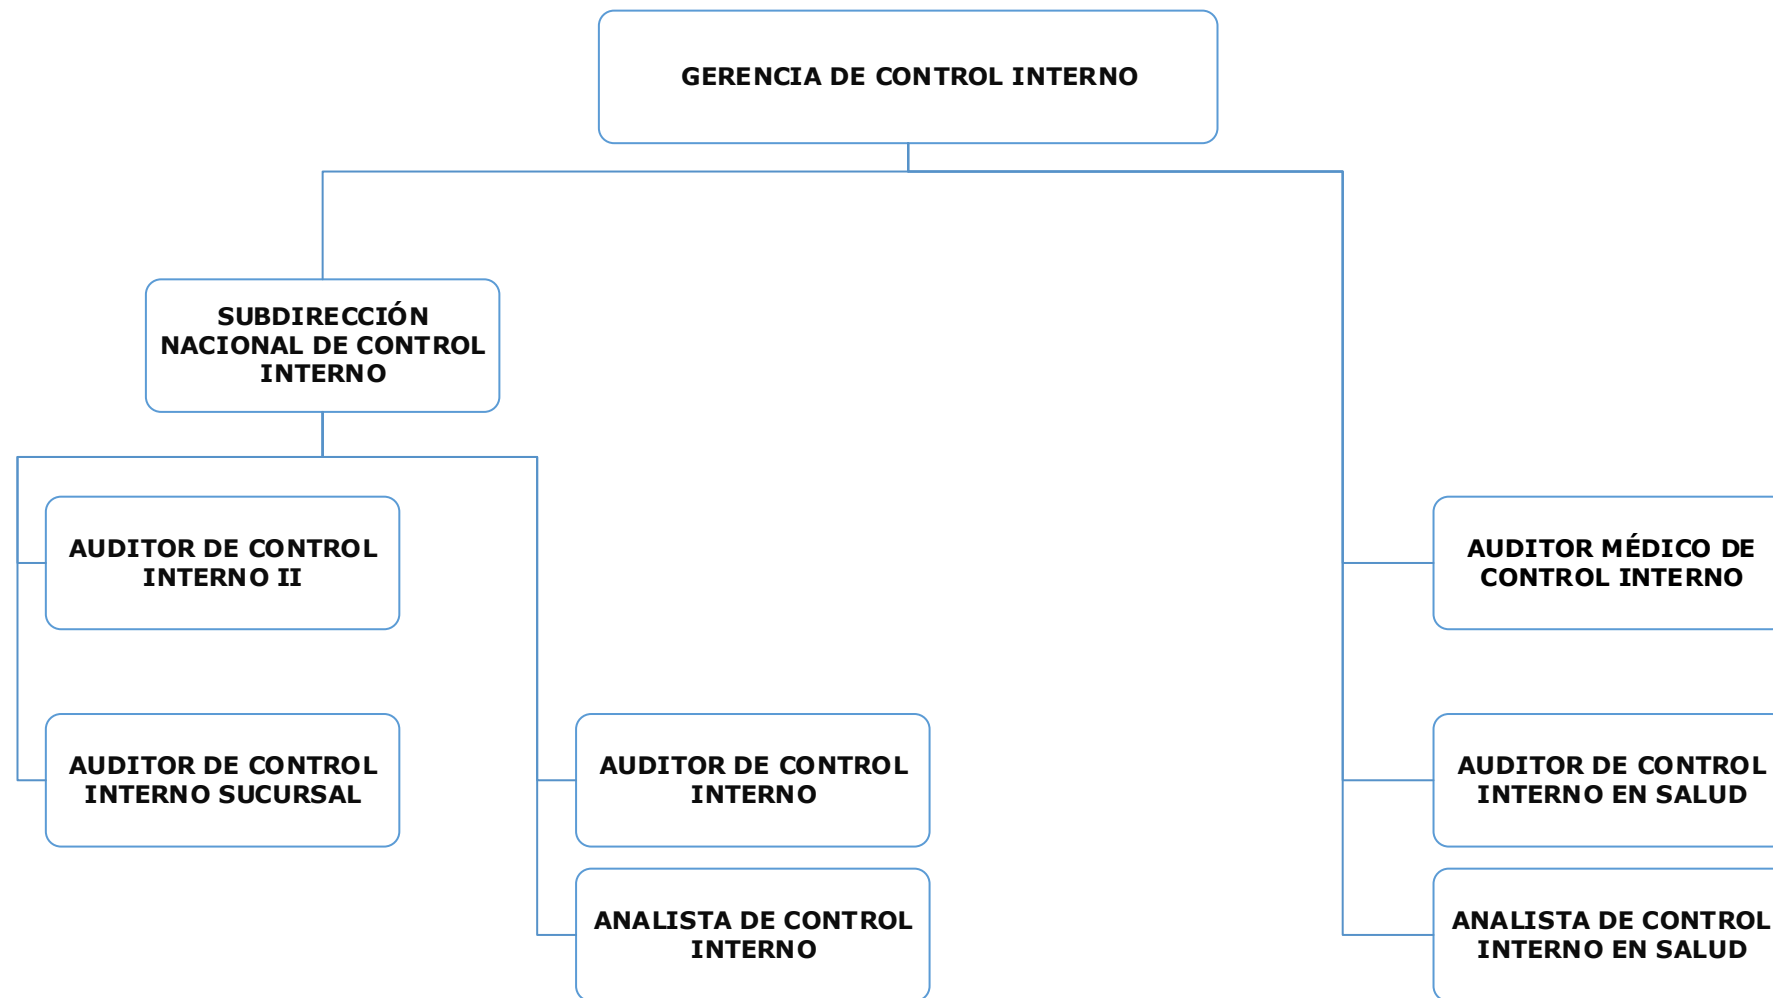 GERENCIA DE CONTROL INTERNO
SUBDIRECCIÓN
NACIONAL DE CONTROL
INTERNO
AUDITOR DE CONTROL
INTERNO II
AUDITOR MÉDICO DE
CONTROL INTERNO
AUDITOR DE CONTROL
INTERNO SUCURSAL
AUDITOR DE CONTROL
INTERNO
AUDITOR DE CONTROL
INTERNO EN SALUD
ANALISTA DE CONTROL
INTERNO
ANALISTA DE CONTROL
INTERNO EN SALUD